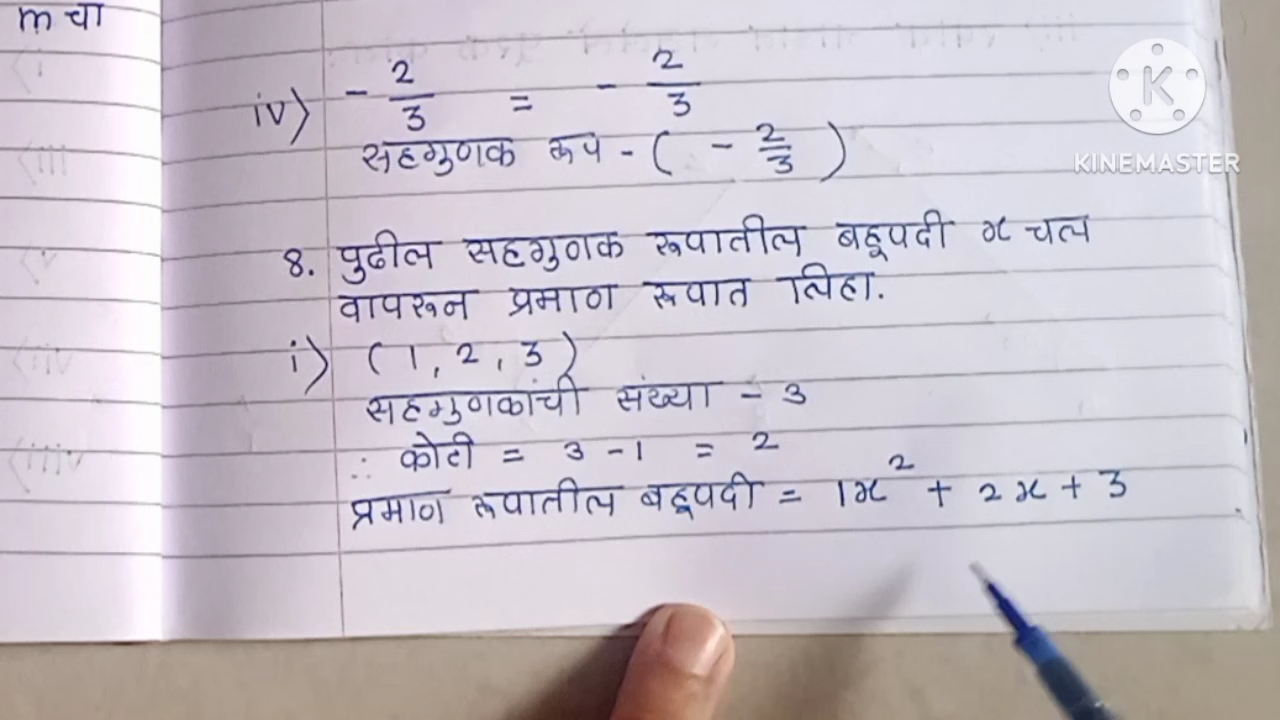 m चा
iv) - 2/3 = - 2/3
सहगुणक रूप - ( - 2/3 )
8. पुढील सहगुणक रूपातील बहूपदी x चल
वापरून प्रमाण रूपात लिहा.
i) ( 1, 2, 3 )
सहगुणकांची संख्या - 3
∴ कोटी = 3 - 1 = 2
प्रमाण रूपातील बहूपदी = 1x² + 2x + 3
KINEMASTER